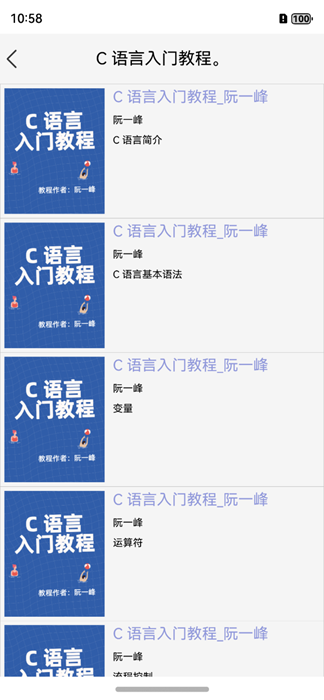 10:58
100
C 语言入门教程。
C 语言
入门教程
教程作者：阮一峰
C 语言入门教程_阮一峰
阮一峰
C 语言简介
C 语言
入门教程
教程作者：阮一峰
C 语言入门教程_阮一峰
阮一峰
C 语言基本语法
C 语言
入门教程
教程作者：阮一峰
C 语言入门教程_阮一峰
阮一峰
变量
C 语言
入门教程
教程作者：阮一峰
C 语言入门教程_阮一峰
阮一峰
运算符
C 语言
入门教程
C 语言入门教程_阮一峰
阮一峰
流程控制